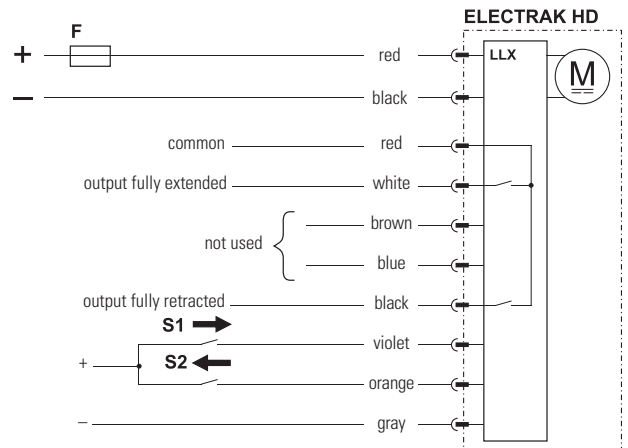 ELECTRAK HD
F
+ red LLX
M
− black
common red
output fully extended white
brown
not used
blue
output fully retracted black
S1
violet
+ S2
orange
− gray